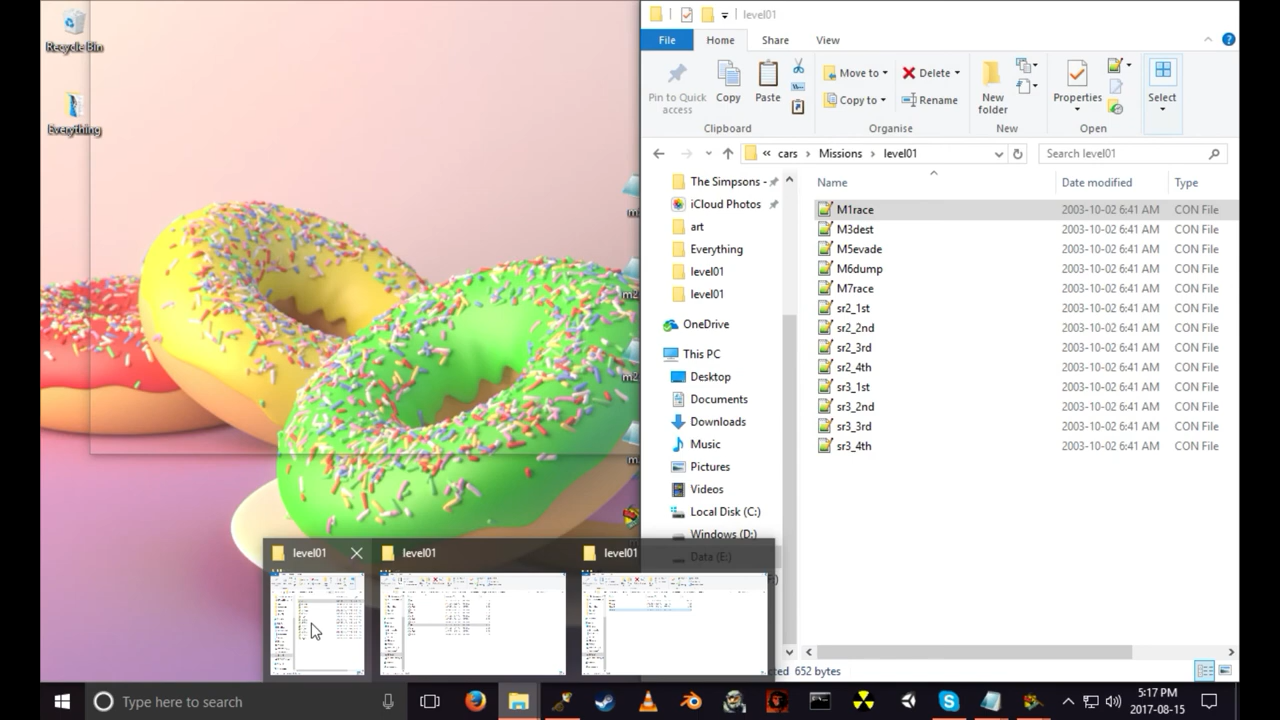 Recycle Bin
Everything
m
m2
m2
m
level01
File
Home
Share
View
Pin to Quick access
Copy
Paste
Clipboard
Move to
Copy to
Delete
Rename
Organise
New folder
New
Properties
Open
Select
« cars > Missions > level01
Search level01
The Simpsons -
iCloud Photos
art
Everything
level01
level01
OneDrive
This PC
Desktop
Documents
Downloads
Music
Pictures
Videos
Local Disk (C:)
Windows (D:)
Data (E:)
Name Date modified Type
M1race 2003-10-02 6:41 AM CON File
M3dest 2003-10-02 6:41 AM CON File
M5evade 2003-10-02 6:41 AM CON File
M6dump 2003-10-02 6:41 AM CON File
M7race 2003-10-02 6:41 AM CON File
sr2_1st 2003-10-02 6:41 AM CON File
sr2_2nd 2003-10-02 6:41 AM CON File
sr2_3rd 2003-10-02 6:41 AM CON File
sr2_4th 2003-10-02 6:41 AM CON File
sr3_1st 2003-10-02 6:41 AM CON File
sr3_2nd 2003-10-02 6:41 AM CON File
sr3_3rd 2003-10-02 6:41 AM CON File
sr3_4th 2003-10-02 6:41 AM CON File
cted 652 bytes
level01
level01
level01
Type here to search
5:17 PM
2017-08-15